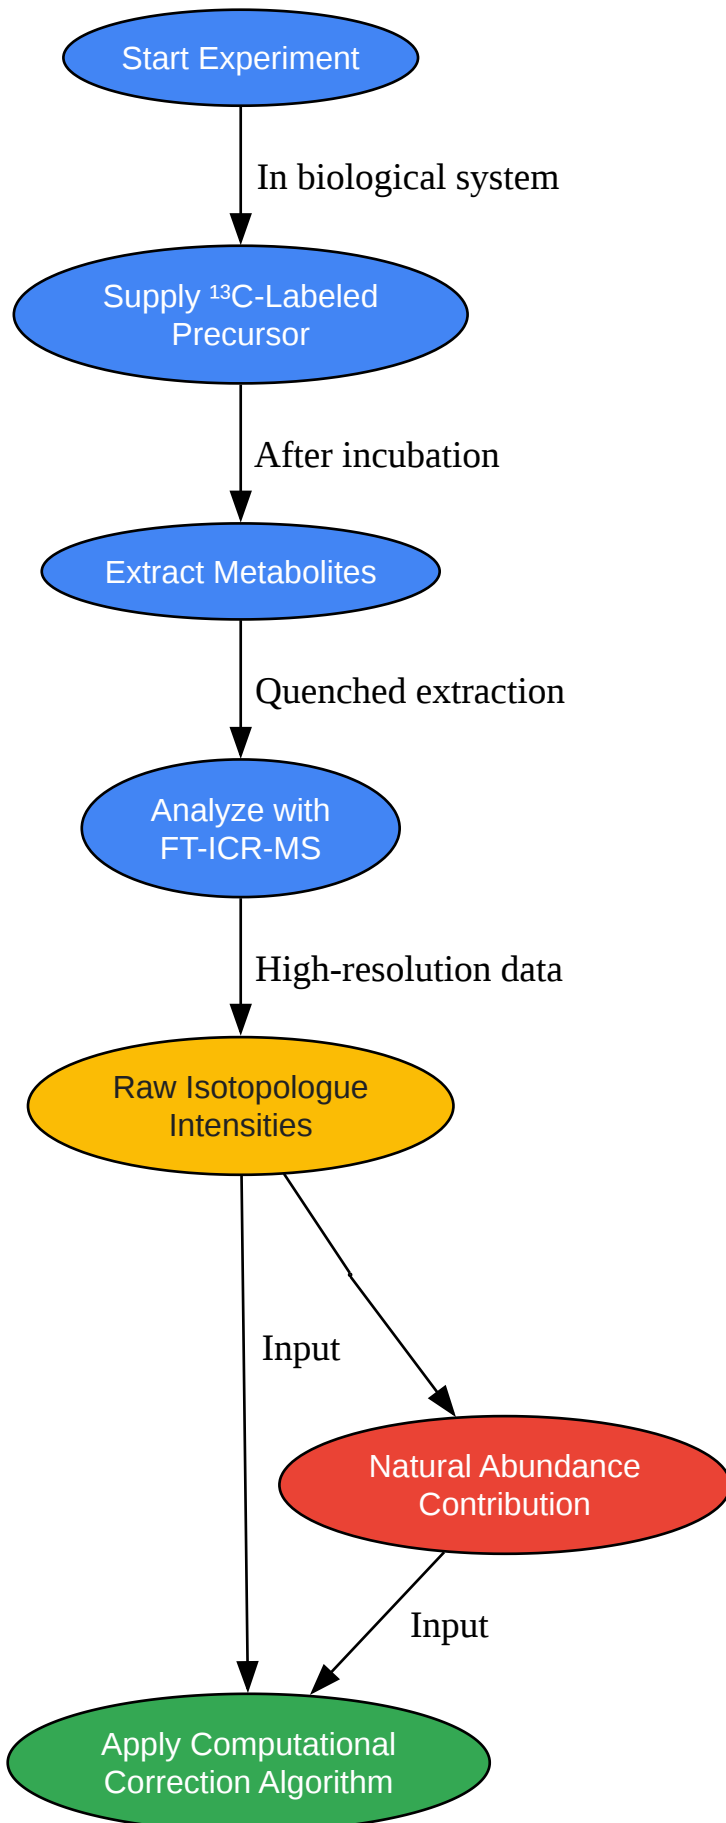 Start Experiment
In biological system
Supply ¹³C-Labeled
Precursor
After incubation
Extract Metabolites
Quenched extraction
Analyze with
FT-ICR-MS
High-resolution data
Raw Isotopologue
Intensities
Input
Natural Abundance
Contribution
Input
Apply Computational
Correction Algorithm